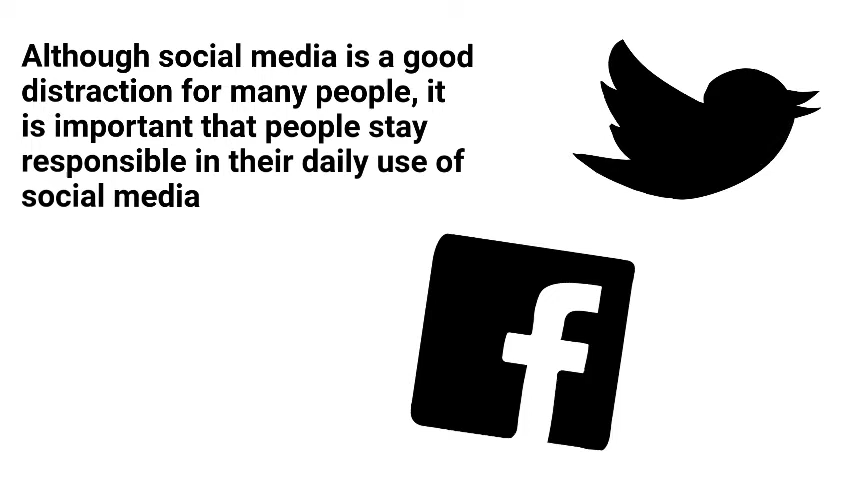 Although social media is a good
distraction for many people, it
is important that people stay
responsible in their daily use of
social media
f